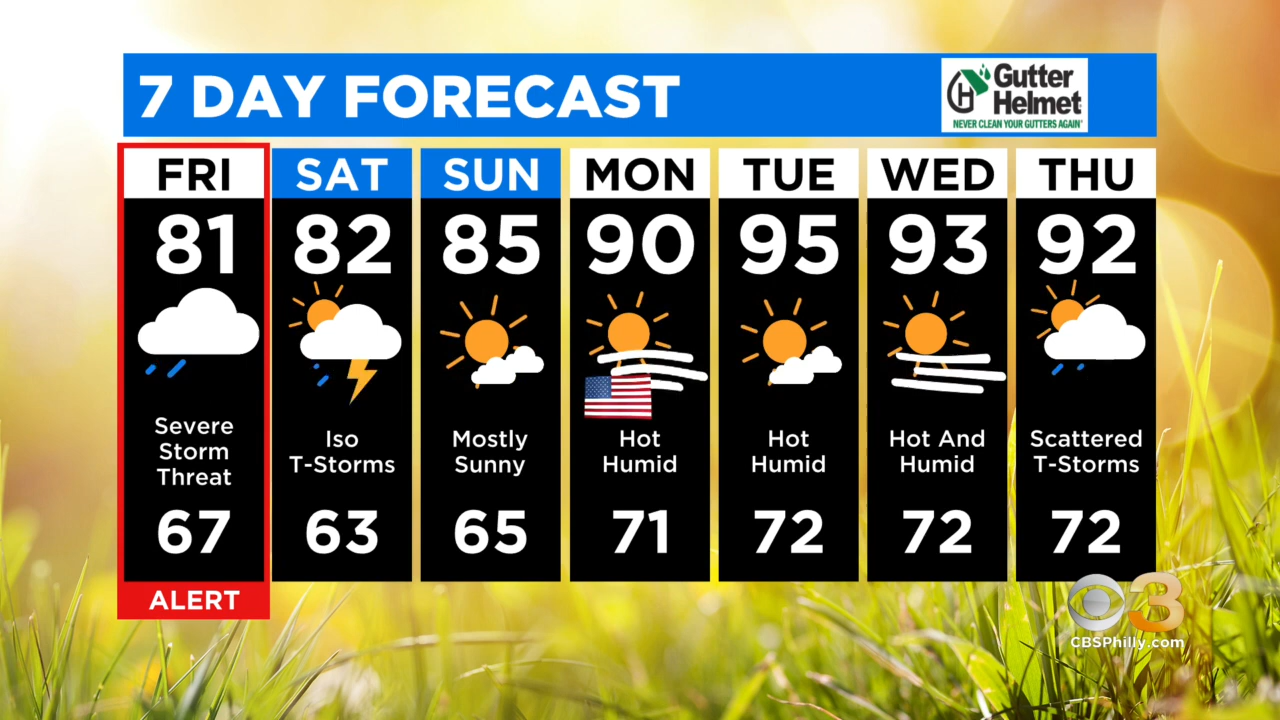 7 DAY FORECAST
Gutter
Helmet
NEVER CLEAN YOUR GUTTERS AGAIN®
FRI
81
Severe
Storm
Threat
67
ALERT
SAT
82
Iso
T-Storms
63
SUN
85
Mostly
Sunny
65
MON
90
Hot
Humid
71
TUE
95
Hot
Humid
72
WED
93
Hot And
Humid
72
THU
92
Scattered
T-Storms
72
3
CBSPhilly.com